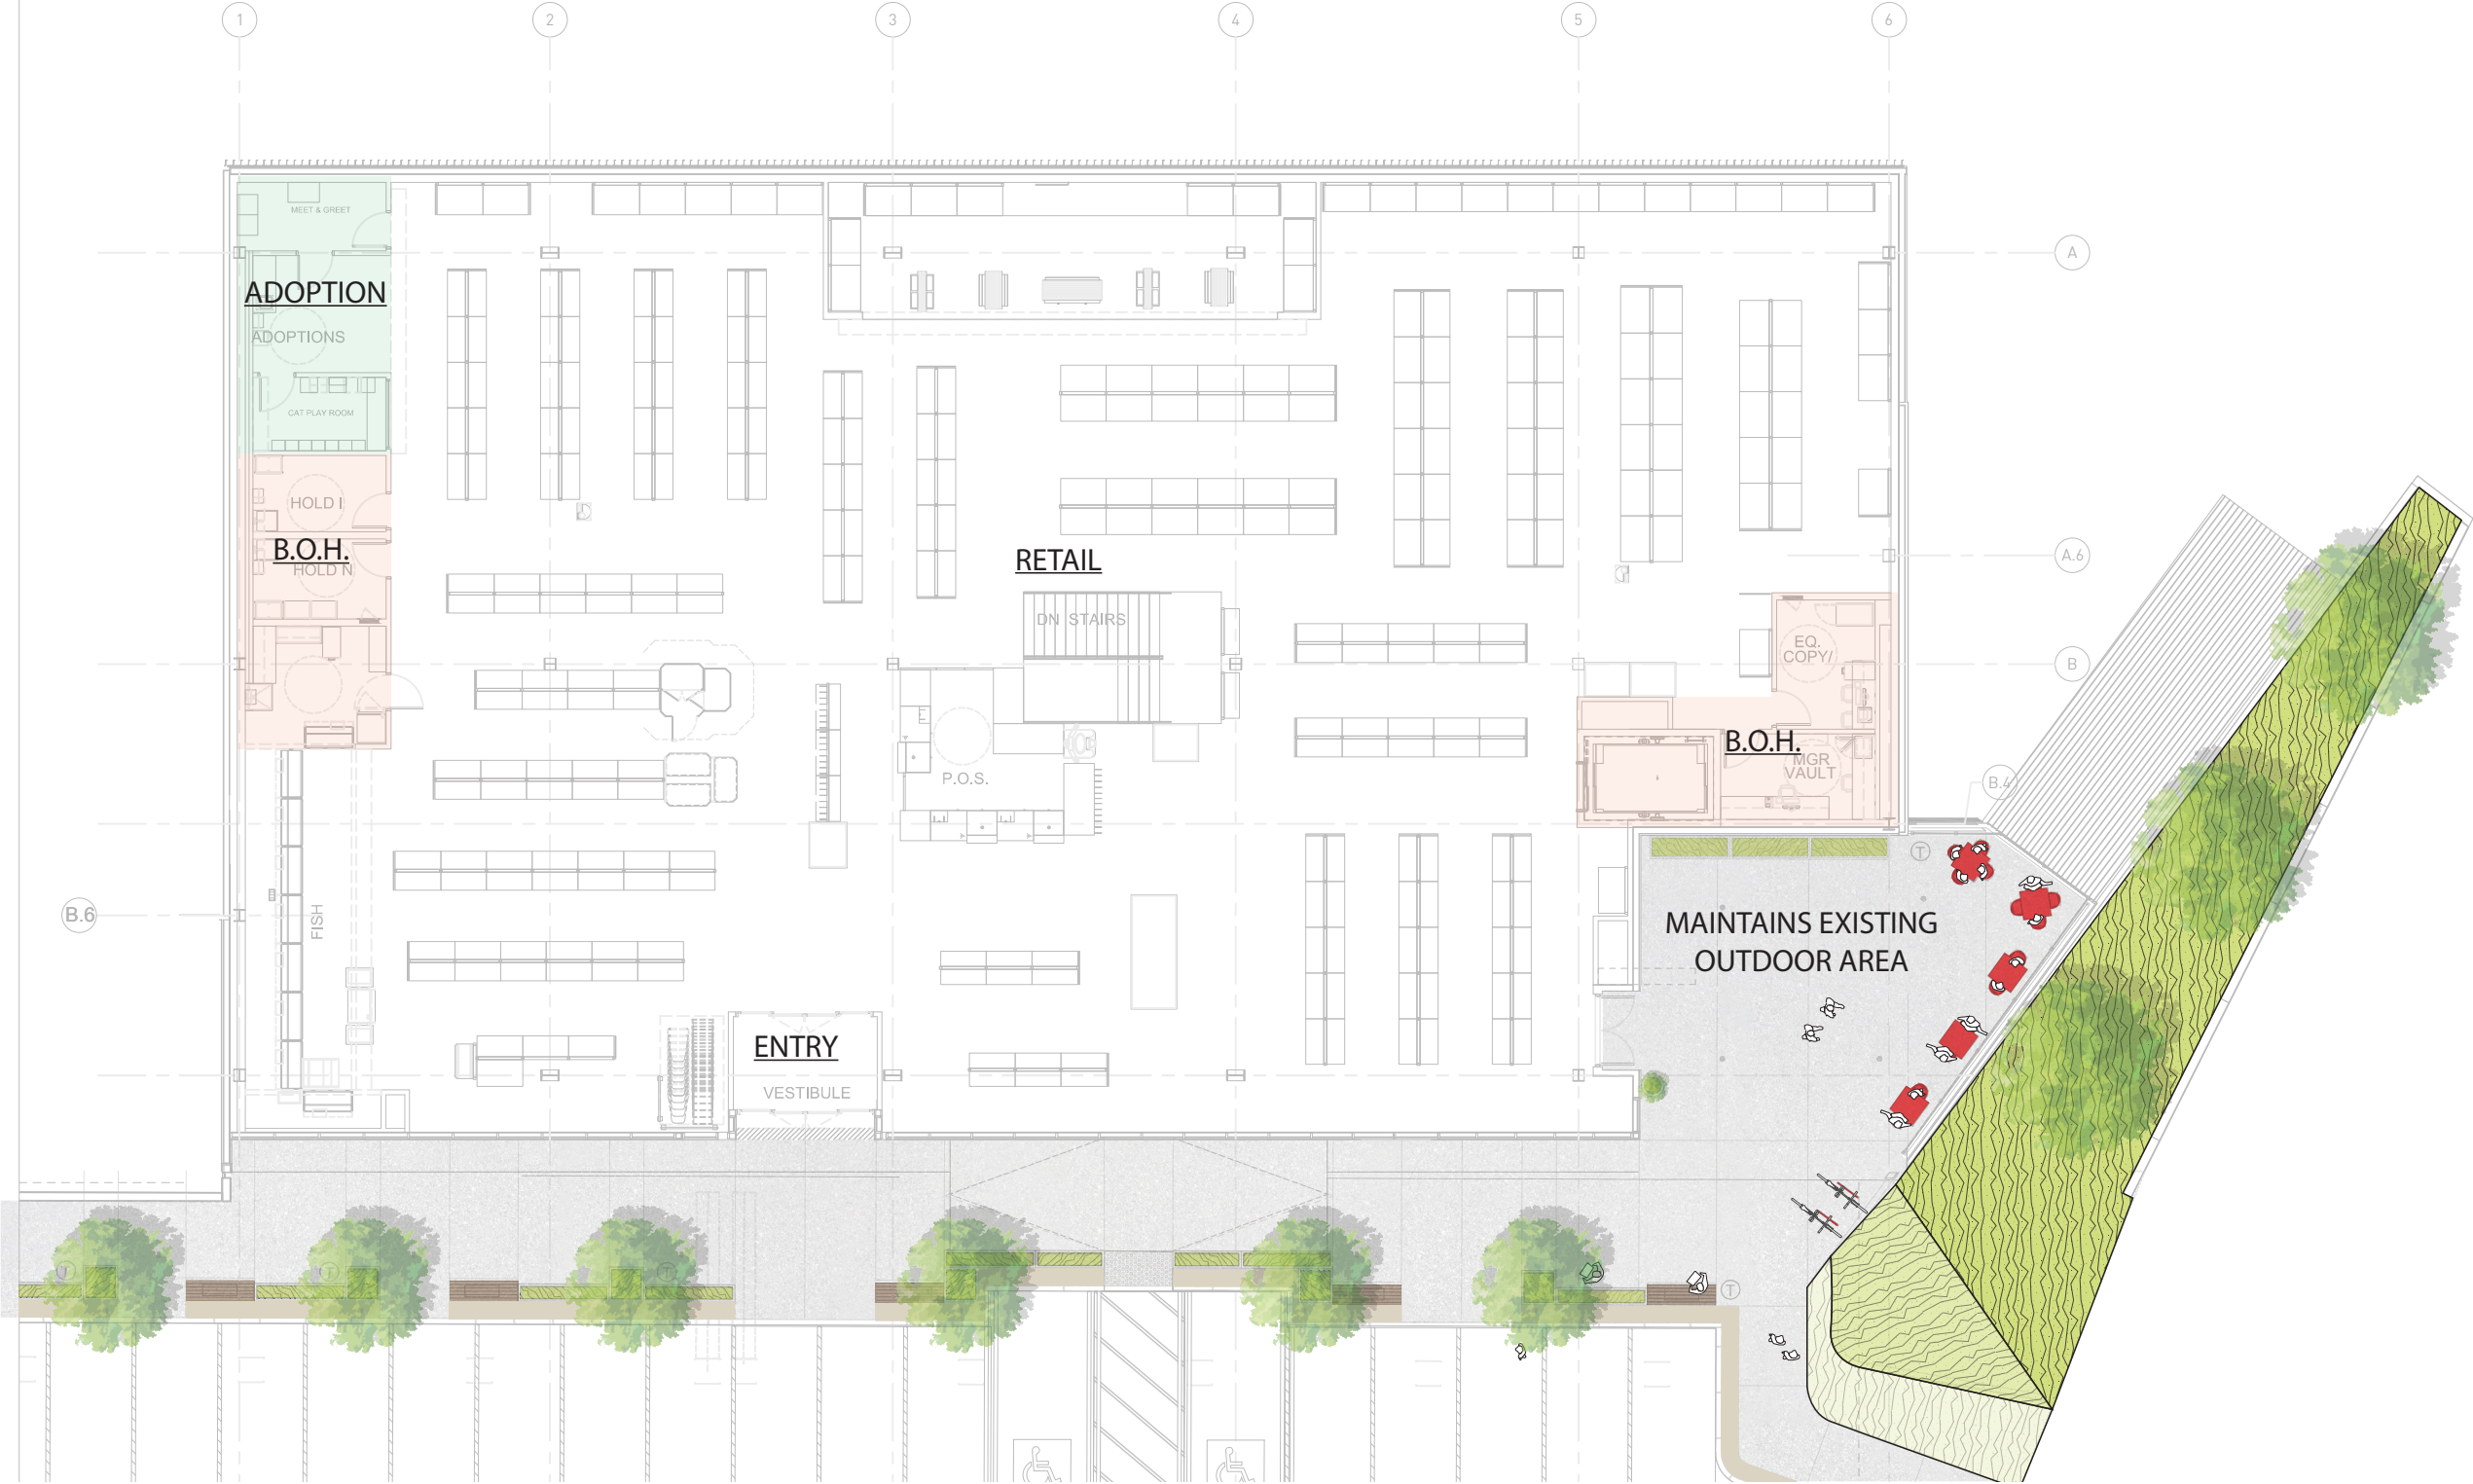 1
2
3
4
5
6
MEET & GREET
A
ADOPTION
ADOPTIONS
CAT PLAY ROOM
HOLD I
B.O.H.
HOLD N
RETAIL
A.6
DN STAIRS
EQ.
COPY/
B
B.O.H.
MGR
VAULT
P.O.S.
B.4
T
B.6
FISH
MAINTAINS EXISTING
OUTDOOR AREA
ENTRY
VESTIBULE
T
T
T
T